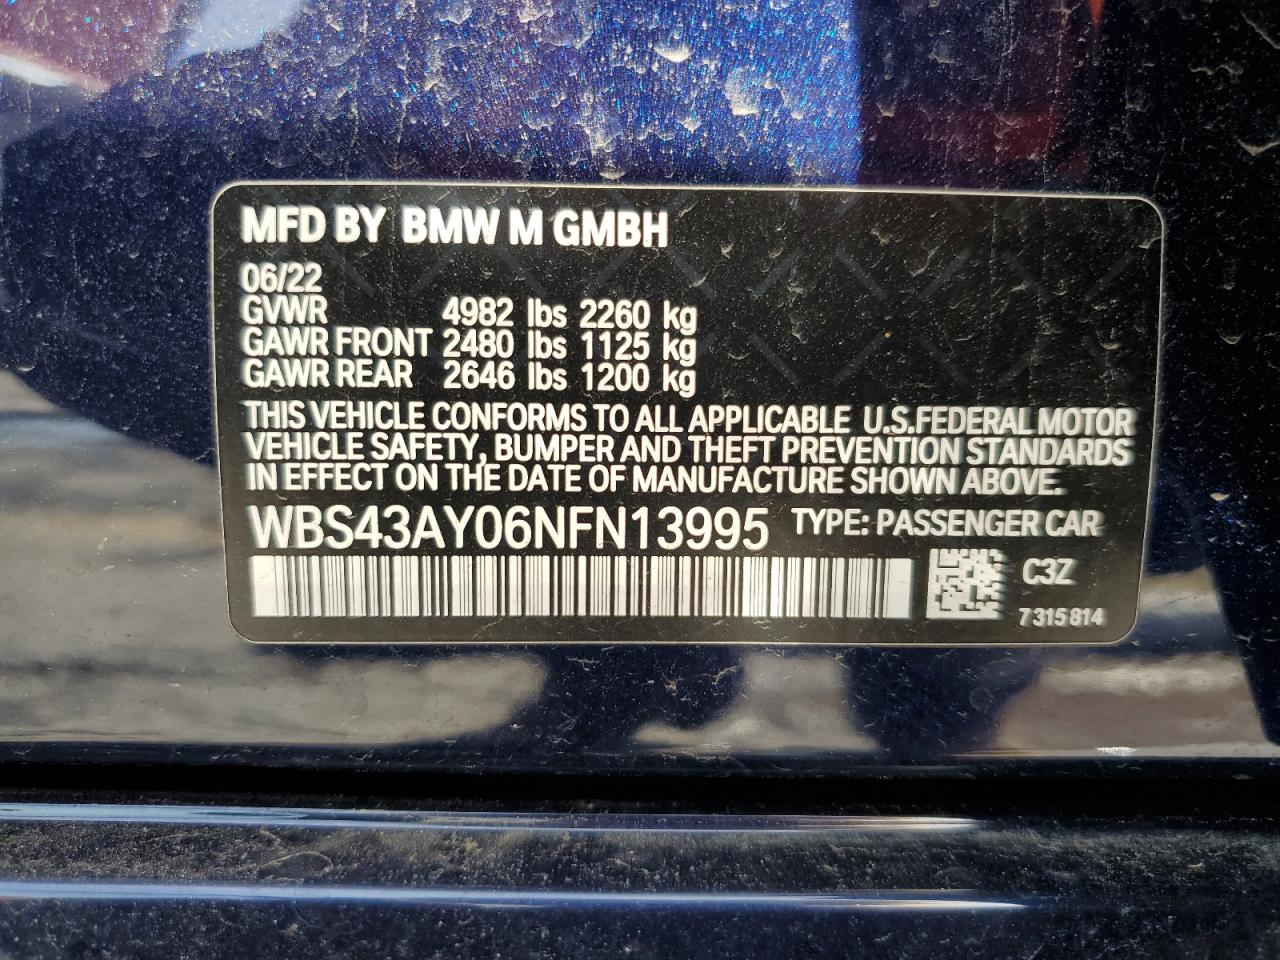 MFD BY BMW M GMBH
06/22
GVWR 4982 lbs 2260 kg
GAWR FRONT 2480 lbs 1125 kg
GAWR REAR 2646 lbs 1200 kg
THIS VEHICLE CONFORMS TO ALL APPLICABLE U.S.FEDERAL MOTOR
VEHICLE SAFETY, BUMPER AND THEFT PREVENTION STANDARDS
IN EFFECT ON THE DATE OF MANUFACTURE SHOWN ABOVE.
WBS43AY06NFN13995 TYPE: PASSENGER CAR
C3Z
7 315 814